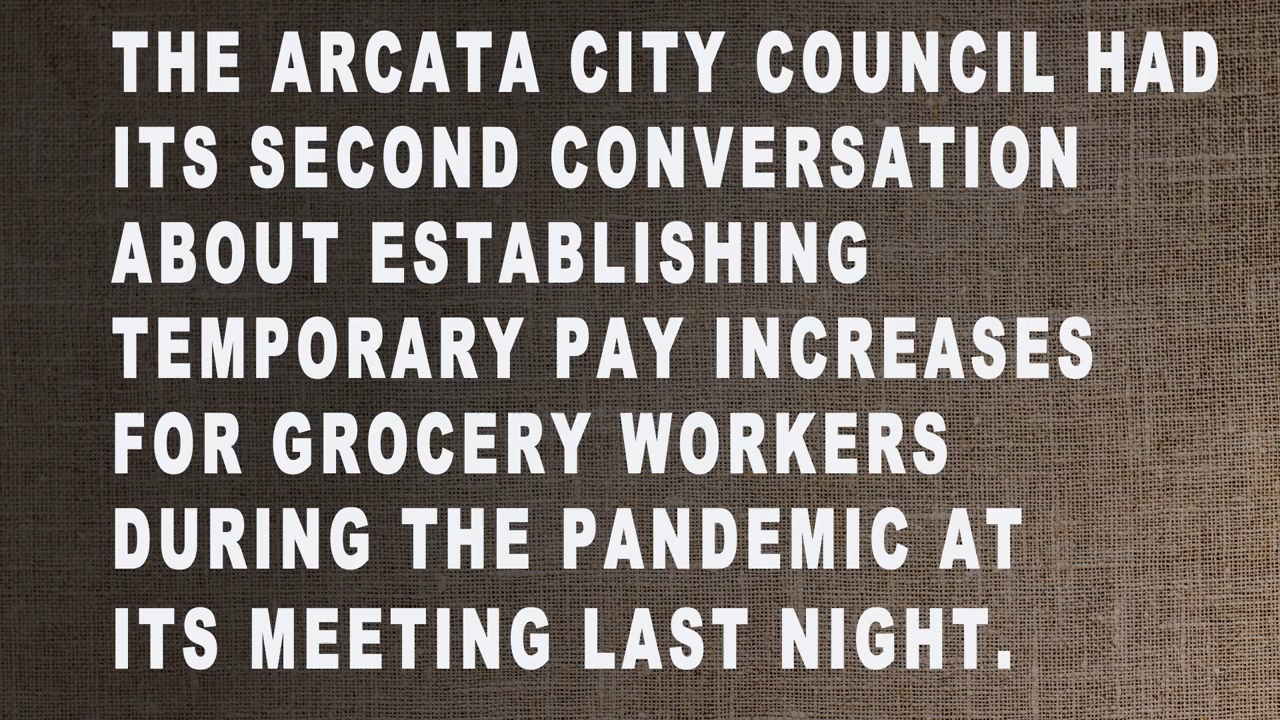 THE ARCATA CITY COUNCIL HAD
ITS SECOND CONVERSATION
ABOUT ESTABLISHING
TEMPORARY PAY INCREASES
FOR GROCERY WORKERS
DURING THE PANDEMIC AT
ITS MEETING LAST NIGHT.